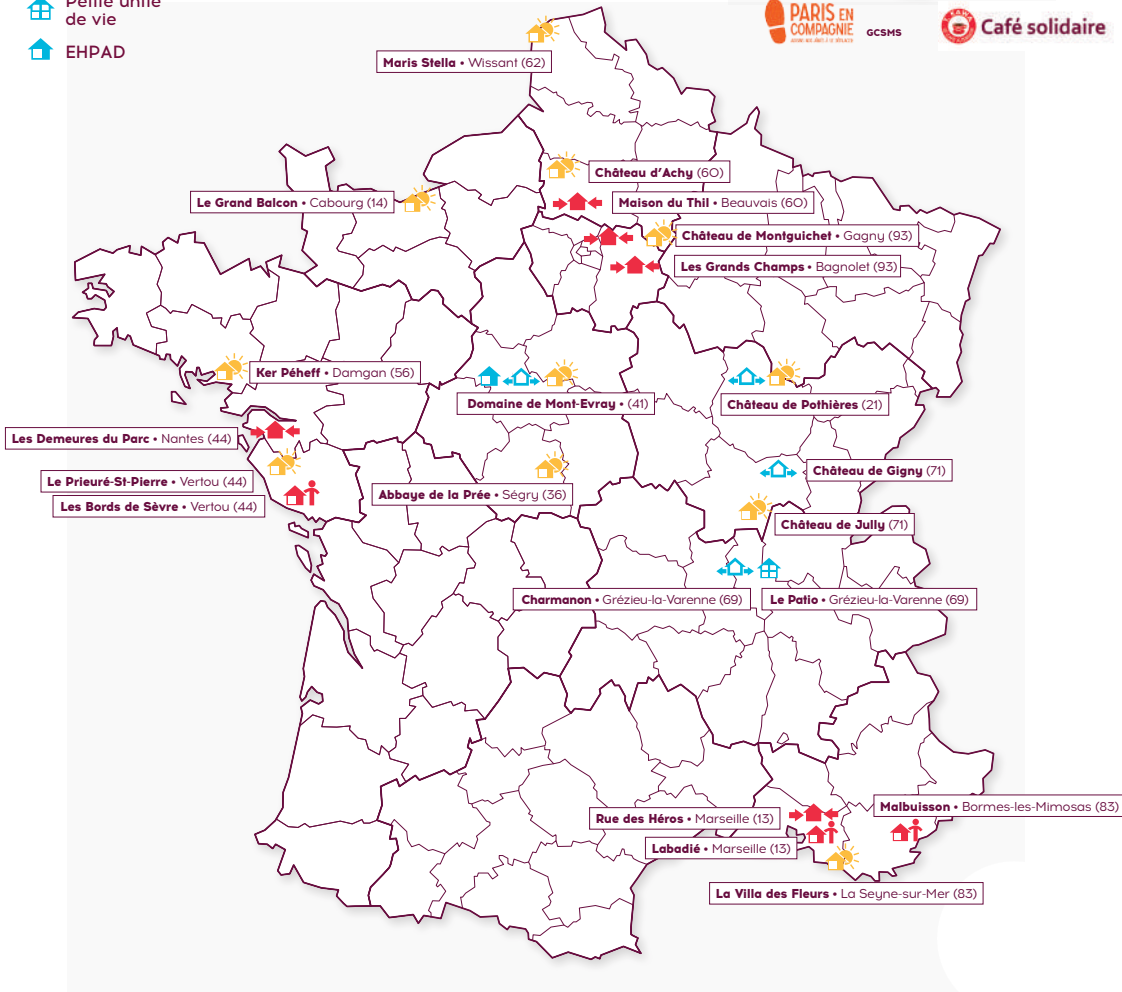 Petite unité
de vie
EHPAD
PARIS EN
COMPAGNIE
GCSMS
Café solidaire
Maris Stella • Wissant (62)
Château d'Achy (60)
Le Grand Balcon • Cabourg (14)
Maison du Thil • Beauvais (60)
Château de Montguichet • Gagny (93)
Les Grands Champs • Bagnolet (93)
Ker Péheff • Damgan (56)
Domaine de Mont-Evray • (41)
Château de Pothières (21)
Les Demeures du Parc • Nantes (44)
Château de Gigny (71)
Le Prieuré-St-Pierre • Vertou (44)
Abbaye de la Prée • Ségry (36)
Les Bords de Sèvre • Vertou (44)
Château de Jully (71)
Charmanon • Grézieu-la-Varenne (69)
Le Patio • Grézieu-la-Varenne (69)
Malbuisson • Bormes-les-Mimosas (83)
Rue des Héros • Marseille (13)
Labadié • Marseille (13)
La Villa des Fleurs • La Seyne-sur-Mer (83)